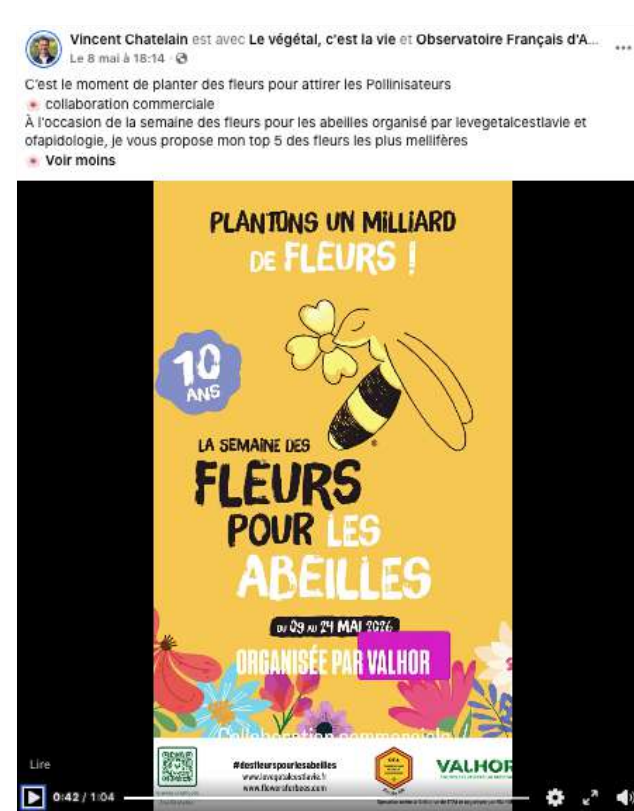 Vincent Chatelain est avec Le végétal, c'est la vie et Observatoire Français d'A...
Le 8 mai à 18:14 ·
C'est le moment de planter des fleurs pour attirer les Pollinisateurs
collaboration commerciale
À l'occasion de la semaine des fleurs pour les abeilles organisé par levegetalcestlavie et
ofapidologie, je vous propose mon top 5 des fleurs les plus mellifères
Voir moins
PLANTONS UN MILLIARD
DE FLEURS !
10
ANS
LA SEMAINE DES
FLEURS
POUR LES
ABEILLES
DU 09 AU 24 MAI 2026
ORGANISÉE PAR VALHOR
Collaboration commerciale
Lire
#desfleurspourlesabeilles
www.levegetalcestlavie.fr
www.flowersforbees.com
VALHOR
0:42 / 1:04